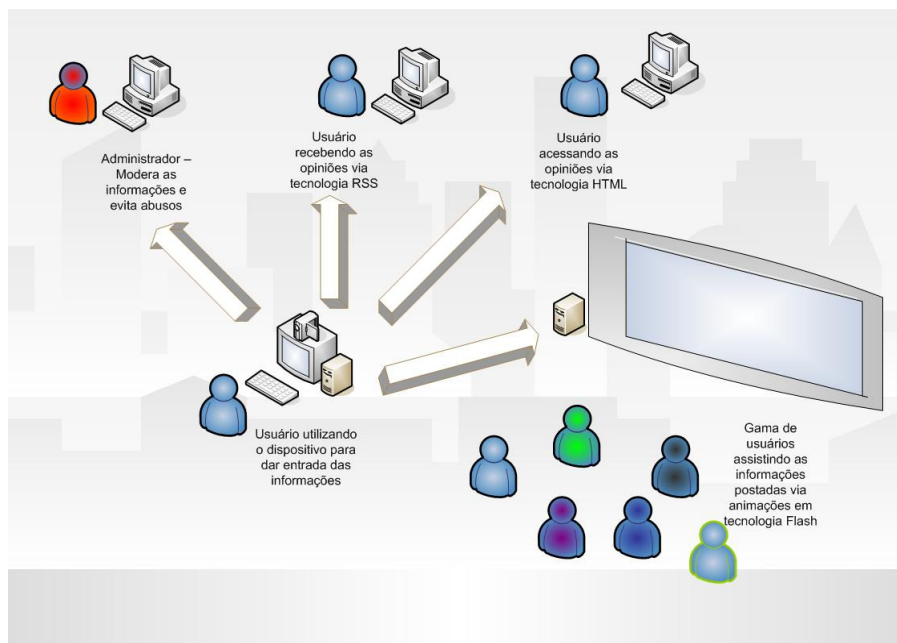 Administrador –
Modera as
informações e
evita abusos
Usuário
recebendo as
opiniões via
tecnologia RSS
Usuário
acessando as
opiniões via
tecnologia HTML
Usuário utilizando
o dispositivo para
dar entrada das
informações
Gama de
usuários
assistindo as
informações
postadas via
animações em
tecnologia Flash